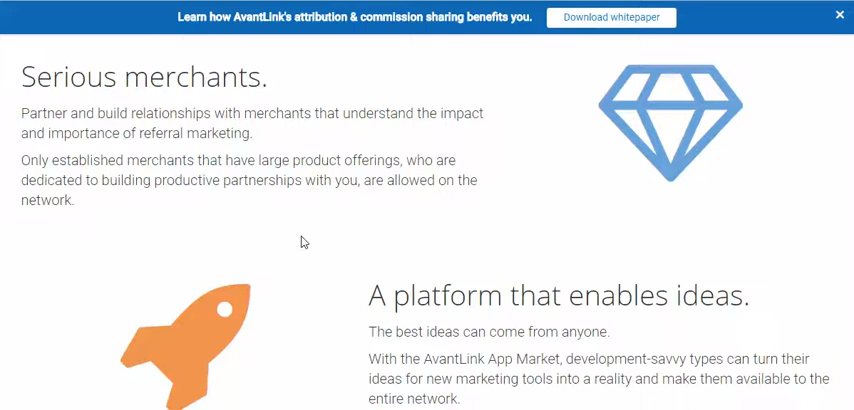 Learn how AvantLink's attribution & commission sharing benefits you.
Download whitepaper
×
Serious merchants.
Partner and build relationships with merchants that understand the impact
and importance of referral marketing.
Only established merchants that have large product offerings, who are
dedicated to building productive partnerships with you, are allowed on the
network.
A platform that enables ideas.
The best ideas can come from anyone.
With the AvantLink App Market, development-savvy types can turn their
ideas for new marketing tools into a reality and make them available to the
entire network.